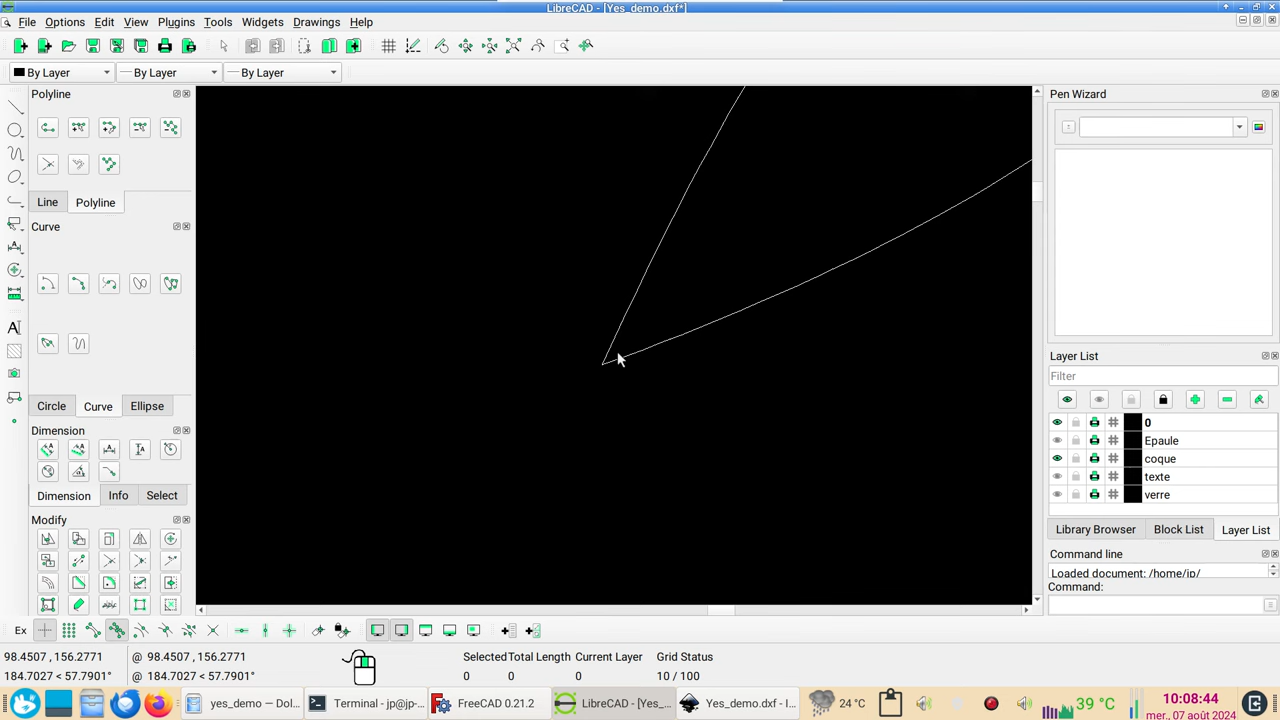 LibreCAD - [Yes_demo.dxf*]
File Options Edit View Plugins Tools Widgets Drawings Help
By Layer By Layer By Layer
Polyline
Line Polyline
Curve
Circle Curve Ellipse
Dimension
Dimension Info Select
Modify
Pen Wizard
Layer List
Filter
0
Epaule
coque
texte
verre
Library Browser Block List Layer List
Command line
Loaded document: /home/jp/
Command:
Ex
98.4507 , 156.2771 @ 98.4507 , 156.2771 Selected Total Length Current Layer Grid Status
184.7027 < 57.7901° @ 184.7027 < 57.7901° 0 0 0 10 / 100
yes_demo — Dol... Terminal - jp@jp-... FreeCAD 0.21.2 LibreCAD - [Yes_... Yes_demo.dxf - I... 24 °C 39 °C
10:08:44
mer., 07 août 2024